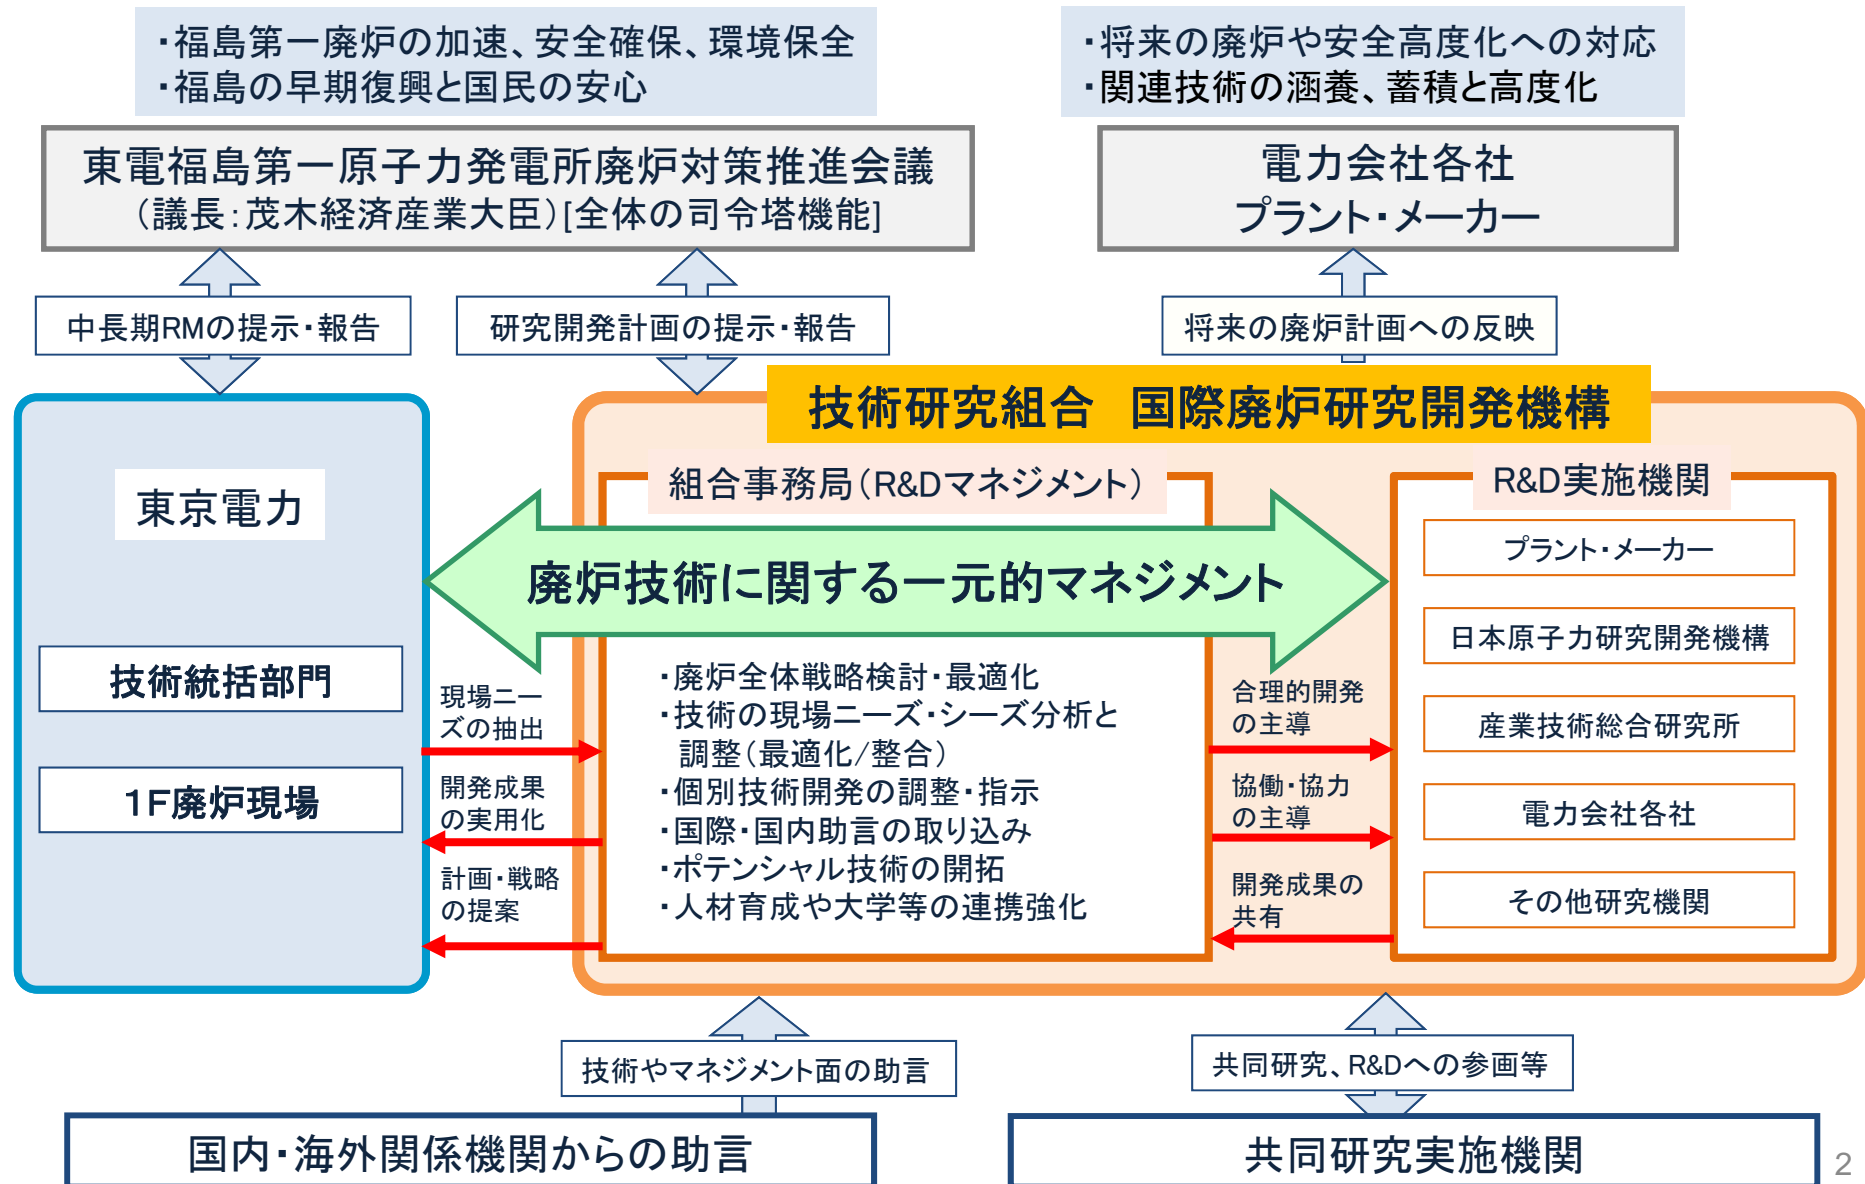 ・福島第一廃炉の加速、安全確保、環境保全
・福島の早期復興と国民の安心
・将来の廃炉や安全高度化への対応
・関連技術の涵養、蓄積と高度化
東電福島第一原子力発電所廃炉対策推進会議
（議長：茂木経済産業大臣）[全体の司令塔機能]
電力会社各社
プラント・メーカー
中長期RMの提示・報告
研究開発計画の提示・報告
将来の廃炉計画への反映
技術研究組合　国際廃炉研究開発機構
東京電力
技術統括部門
1F廃炉現場
組合事務局（R&Dマネジメント）
R&D実施機関
廃炉技術に関する一元的マネジメント
現場ニー
ズの抽出
開発成果
の実用化
計画・戦略
の提案
・廃炉全体戦略検討・最適化
・技術の現場ニーズ・シーズ分析と
調整（最適化/整合）
・個別技術開発の調整・指示
・国際・国内助言の取り込み
・ポテンシャル技術の開拓
・人材育成や大学等の連携強化
合理的開発
の主導
協働・協力
の主導
開発成果の
共有
プラント・メーカー
日本原子力研究開発機構
産業技術総合研究所
電力会社各社
その他研究機関
技術やマネジメント面の助言
共同研究、R&Dへの参画等
国内・海外関係機関からの助言
共同研究実施機関
2